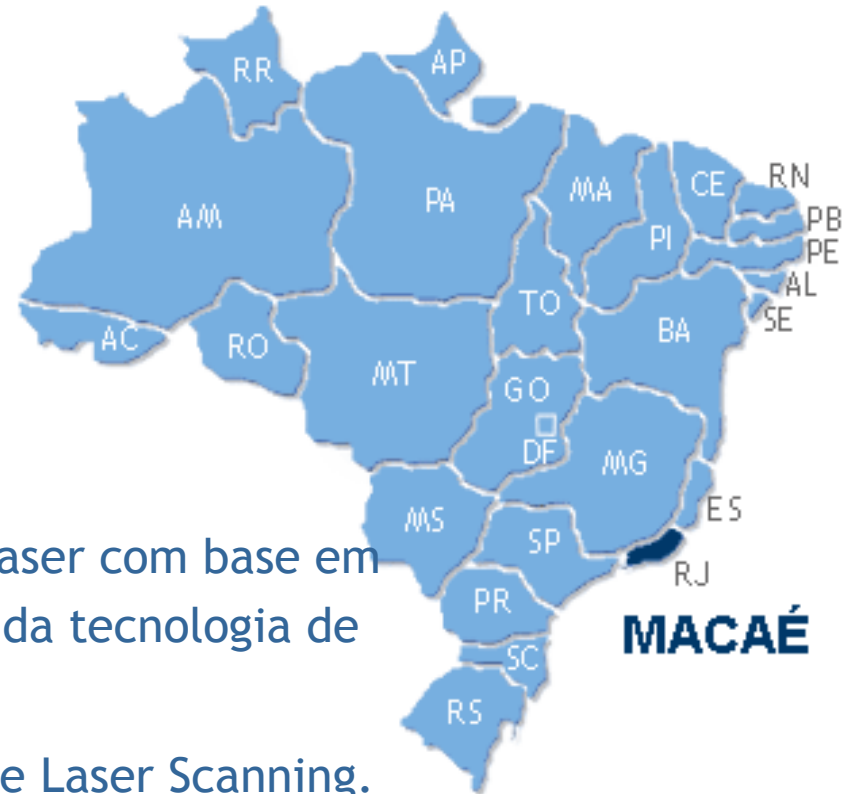 RR
AP
AM
PA
MA
CE
RN
PB
PI
PE
AL
SE
TO
AC
RO
BA
MT
GO
DF
MG
ES
MS
aser com base em
SP
RJ
da tecnologia de
PR
MACAÉ
SC
RS
e Laser Scanning.